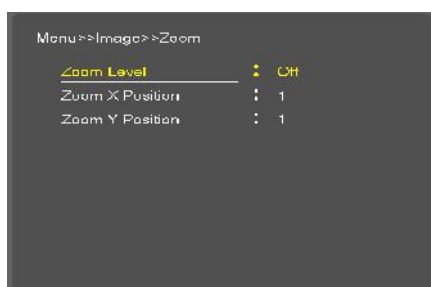 Menu>>Image>>Zoom
Zoom Level : Off
Zoom X Position : 1
Zoom Y Position : 1